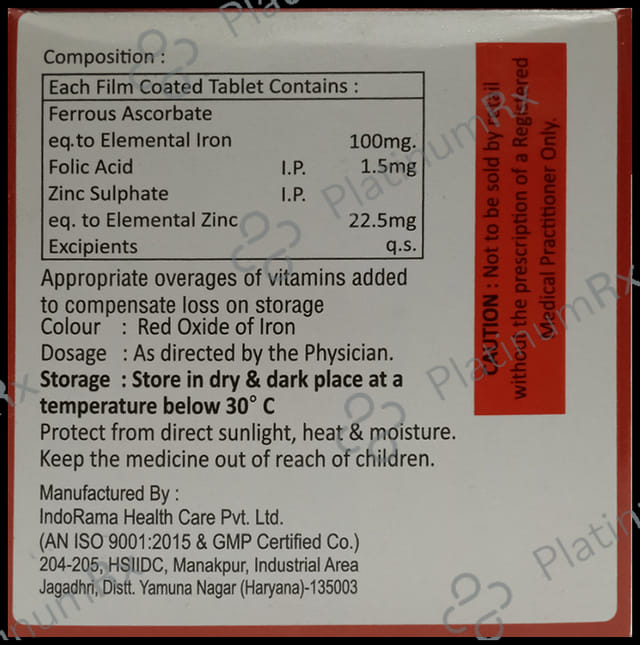 Composition :
Each Film Coated Tablet Contains :
Ferrous Ascorbate
eq.to Elemental Iron 100mg.
Folic Acid I.P. 1.5mg
Zinc Sulphate I.P.
eq. to Elemental Zinc 22.5mg
Excipients q.s.
Appropriate overages of vitamins added
to compensate loss on storage
Colour : Red Oxide of Iron
Dosage : As directed by the Physician.
Storage : Store in dry & dark place at a
temperature below 30° C
Protect from direct sunlight, heat & moisture.
Keep the medicine out of reach of children.
Manufactured By :
IndoRama Health Care Pvt. Ltd.
(AN ISO 9001:2015 & GMP Certified Co.)
204-205, HSIIDC, Manakpur, Industrial Area
Jagadhri, Distt. Yamuna Nagar (Haryana)-135003
CAUTION : Not to be sold by retail
without the prescription of a Registered
Medical Practitioner Only.
PlatinumRx
PlatinumRx
PlatinumRx